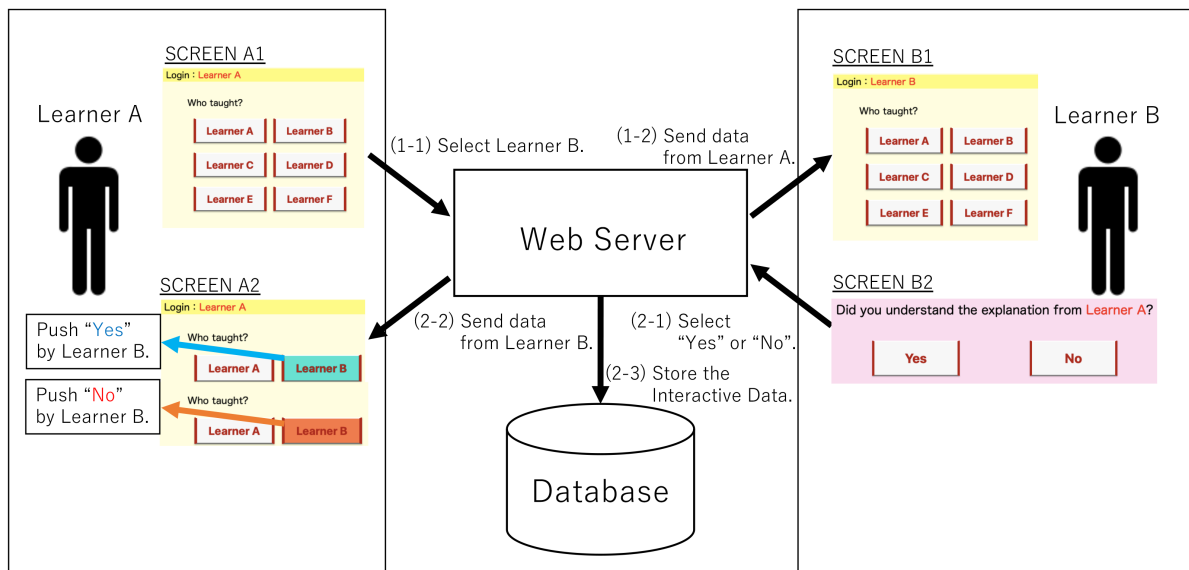 Learner A
SCREEN A1
Login : Learner A
Who taught?
Learner A Learner B
Learner C Learner D
Learner E Learner F
SCREEN A2
Login : Learner A
Who taught?
Learner A Learner B
Who taught?
Learner A Learner B
Push “Yes”
by Learner B.
Push “No”
by Learner B.
(1-1) Select Learner B.
(1-2) Send data
from Learner A.
Web Server
(2-2) Send data
from Learner B.
(2-1) Select
“Yes” or “No”.
(2-3) Store the
Interactive Data.
Database
SCREEN B1
Login : Learner B
Who taught?
Learner A Learner B
Learner C Learner D
Learner E Learner F
Learner B
SCREEN B2
Did you understand the explanation from Learner A?
Yes No